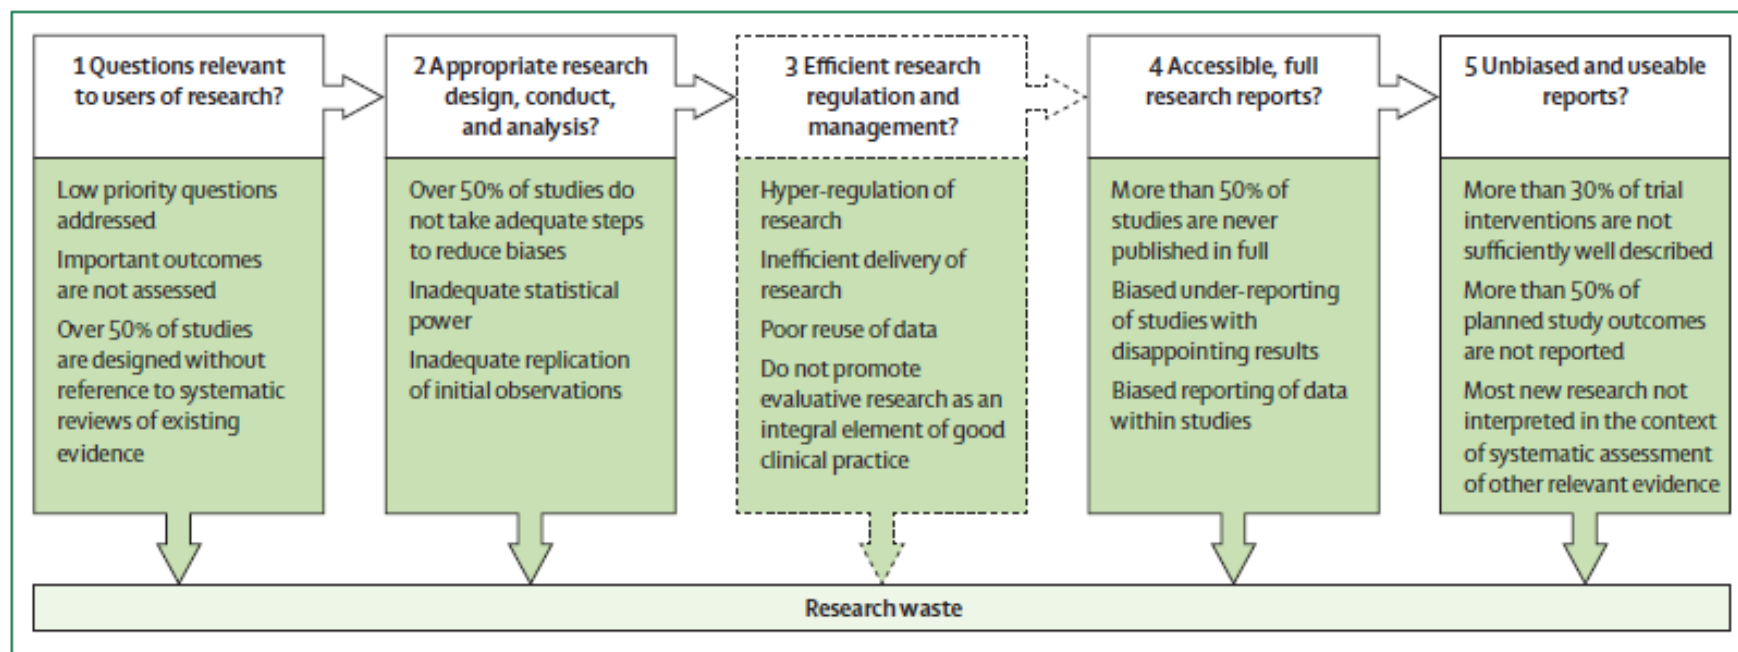 1 Questions relevant
to users of research?
Low priority questions
addressed
Important outcomes
are not assessed
Over 50% of studies
are designed without
reference to systematic
reviews of existing
evidence
2 Appropriate research
design, conduct,
and analysis?
Over 50% of studies do
not take adequate steps
to reduce biases
Inadequate statistical
power
Inadequate replication
of initial observations
3 Efficient research
regulation and
management?
Hyper-regulation of
research
Inefficient delivery of
research
Poor reuse of data
Do not promote
evaluative research as an
integral element of good
clinical practice
4 Accessible, full
research reports?
More than 50% of
studies are never
published in full
Biased under-reporting
of studies with
disappointing results
Biased reporting of data
within studies
5 Unbiased and useable
reports?
More than 30% of trial
interventions are not
sufficiently well described
More than 50% of
planned study outcomes
are not reported
Most new research not
interpreted in the context
of systematic assessment
of other relevant evidence
Research waste